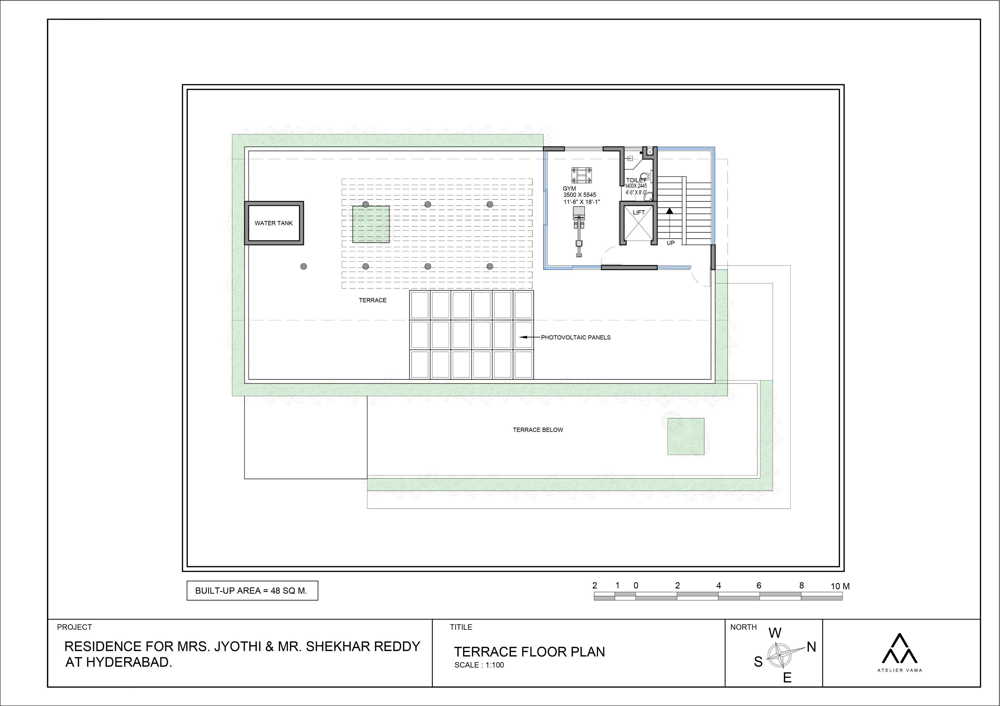 GYM
3500 X 5545
11'-6" X 18'-1"
TOILET
1400X 2445
4'-6" X 8'-0"
LIFT
UP
WATER TANK
TERRACE
PHOTOVOLTAIC PANELS
TERRACE BELOW
BUILT-UP AREA = 48 SQ M.
2 1 0 2 4 6 8 10 M
PROJECT
RESIDENCE FOR MRS. JYOTHI & MR. SHEKHAR REDDY
AT HYDERABAD.
TITILE
TERRACE FLOOR PLAN
SCALE : 1:100
NORTH
W
N
S
E
ATELIER VAMA